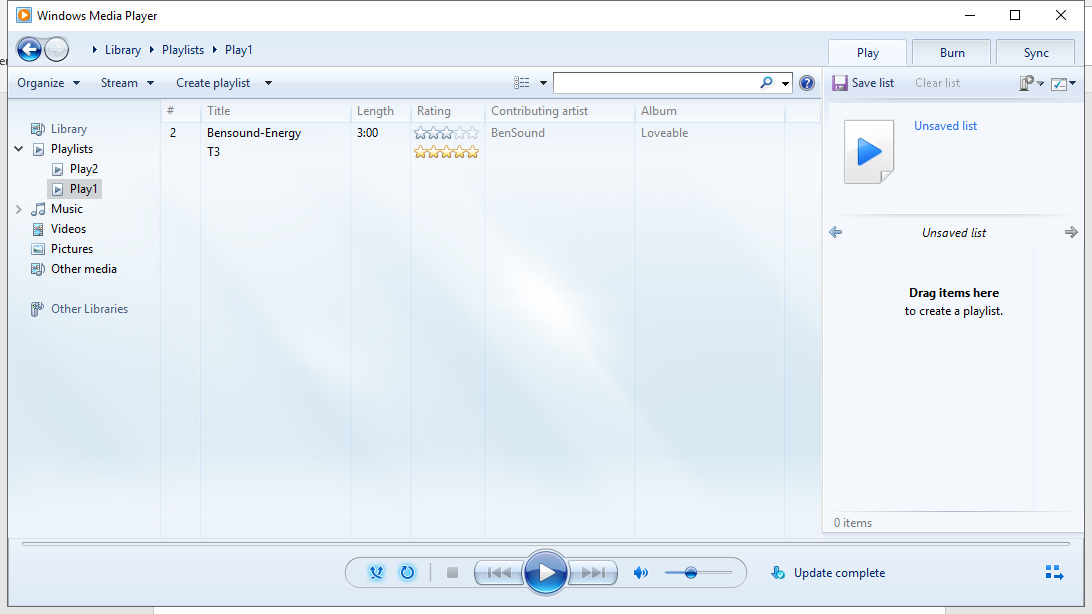 Windows Media Player
Library Playlists Play1
Play Burn Sync
Organize Stream Create playlist
Save list Clear list
# Title Length Rating Contributing artist Album
2 Bensound-Energy 3:00 BenSound Loveable
T3
Library
Playlists
Play2
Play1
Music
Videos
Pictures
Other media
Other Libraries
Unsaved list
Unsaved list
Drag items here
to create a playlist.
0 items
Update complete